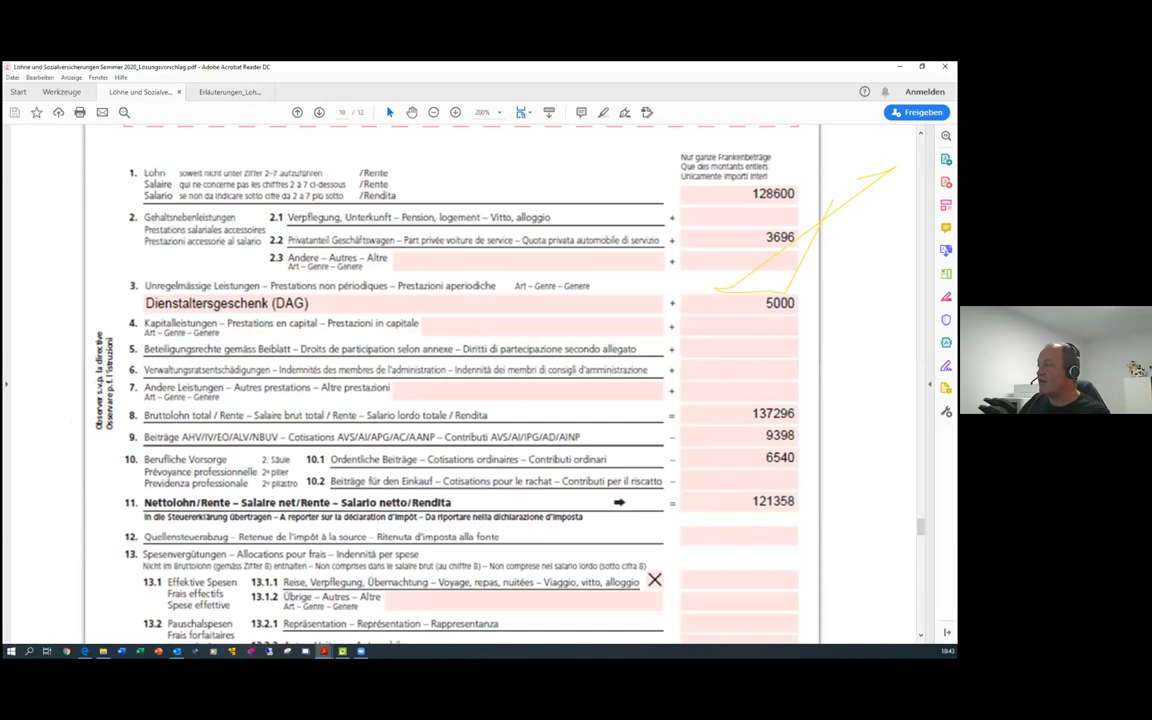 Löhne und Sozialversicherungen Semmer 2020_Lösungsvorschlag.pdf - Adobe Acrobat Reader DC
Datei Bearbeiten Anzeige Fenster Hilfe
Start Werkzeuge Löhne und Sozialve... × Erläuterungen_Loh... Anmelden
10 / 12 200% Freigeben
Nur ganze Frankenbeträge
Que des montants entiers
Unicamente importi interi
1. Lohn soweit nicht unter Ziffer 2–7 aufzuführen /Rente
Salaire qui ne concerne pas les chiffres 2 à 7 ci-dessous /Rente 128600
Salario se non da indicare sotto cifre da 2 a 7 più sotto /Rendita
2. Gehaltsnebenleistungen 2.1 Verpflegung, Unterkunft – Pension, logement – Vitto, alloggio +
Prestations salariales accessoires
Prestazioni accessorie al salario 2.2 Privatanteil Geschäftswagen – Part privée voiture de service – Quota privata automobile di servizio + 3696
2.3 Andere – Autres – Altre +
Art – Genre – Genere
3. Unregelmässige Leistungen – Prestations non périodiques – Prestazioni aperiodiche Art – Genre – Genere
Dienstaltersgeschenk (DAG) + 5000
4. Kapitalleistungen – Prestations en capital – Prestazioni in capitale +
Art – Genre – Genere
5. Beteiligungsrechte gemäss Beiblatt – Droits de participation selon annexe – Diritti di partecipazione secondo allegato +
6. Verwaltungsratsentschädigungen – Indemnités des membres de l'administration – Indennità dei membri di consigli d'amministrazione +
7. Andere Leistungen – Autres prestations – Altre prestazioni +
Art – Genre – Genere
8. Bruttolohn total / Rente – Salaire brut total / Rente – Salario lordo totale / Rendita = 137296
9. Beiträge AHV/IV/EO/ALV/NBUV – Cotisations AVS/AI/APG/AC/AANP – Contributi AVS/AI/IPG/AD/AINP – 9398
10. Berufliche Vorsorge 2. Säule 10.1 Ordentliche Beiträge – Cotisations ordinaires – Contributi ordinari – 6540
Prévoyance professionnelle 2e pilier
Previdenza professionale 2o pilastro 10.2 Beiträge für den Einkauf – Cotisations pour le rachat – Contributi per il riscatto –
11. Nettolohn/Rente – Salaire net/Rente – Salario netto/Rendita = 121358
In die Steuererklärung übertragen – A reporter sur la déclaration d'impôt – Da riportare nella dichiarazione d'imposta
12. Quellensteuerabzug – Retenue de l'impôt à la source – Ritenuta d'imposta alla fonte
13. Spesenvergütungen – Allocations pour frais – Indennità per spese
Nicht im Bruttolohn (gemäss Ziffer 8) enthalten – Non comprises dans le salaire brut (au chiffre 8) – Non comprese nel salario lordo (sotto cifra 8)
13.1 Effektive Spesen 13.1.1 Reise, Verpflegung, Übernachtung – Voyage, repas, nuitées – Viaggio, vitto, alloggio X
Frais effectifs 13.1.2 Übrige – Autres – Altre
Spese effettive Art – Genre – Genere
13.2 Pauschalspesen 13.2.1 Repräsentation – Représentation – Rappresentanza
Frais forfaitaires
Observer s.v.p. la directive
Osservare p. f. l'istruzioni
18:43